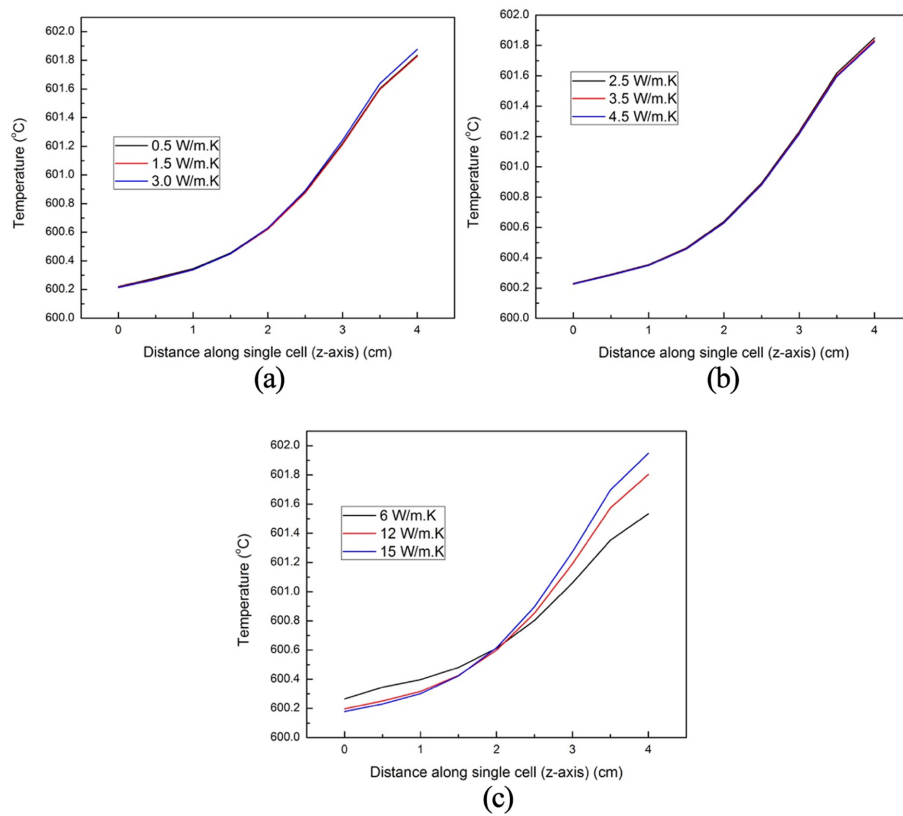 602.0
601.8
601.6
601.4
601.2
601.0
600.8
600.6
600.4
600.2
600.0
Temperature (°C)
0.5 W/m.K
1.5 W/m.K
3.0 W/m.K
0 1 2 3 4
Distance along single cell (z-axis) (cm)
(a)
602.0
601.8
601.6
601.4
601.2
601.0
600.8
600.6
600.4
600.2
600.0
Temperature (°C)
2.5 W/m.K
3.5 W/m.K
4.5 W/m.K
0 1 2 3 4
Distance along single cell (z-axis) (cm)
(b)
602.0
601.8
601.6
601.4
601.2
601.0
600.8
600.6
600.4
600.2
600.0
Temperature (°C)
6 W/m.K
12 W/m.K
15 W/m.K
0 1 2 3 4
Distance along single cell (z-axis) (cm)
(c)